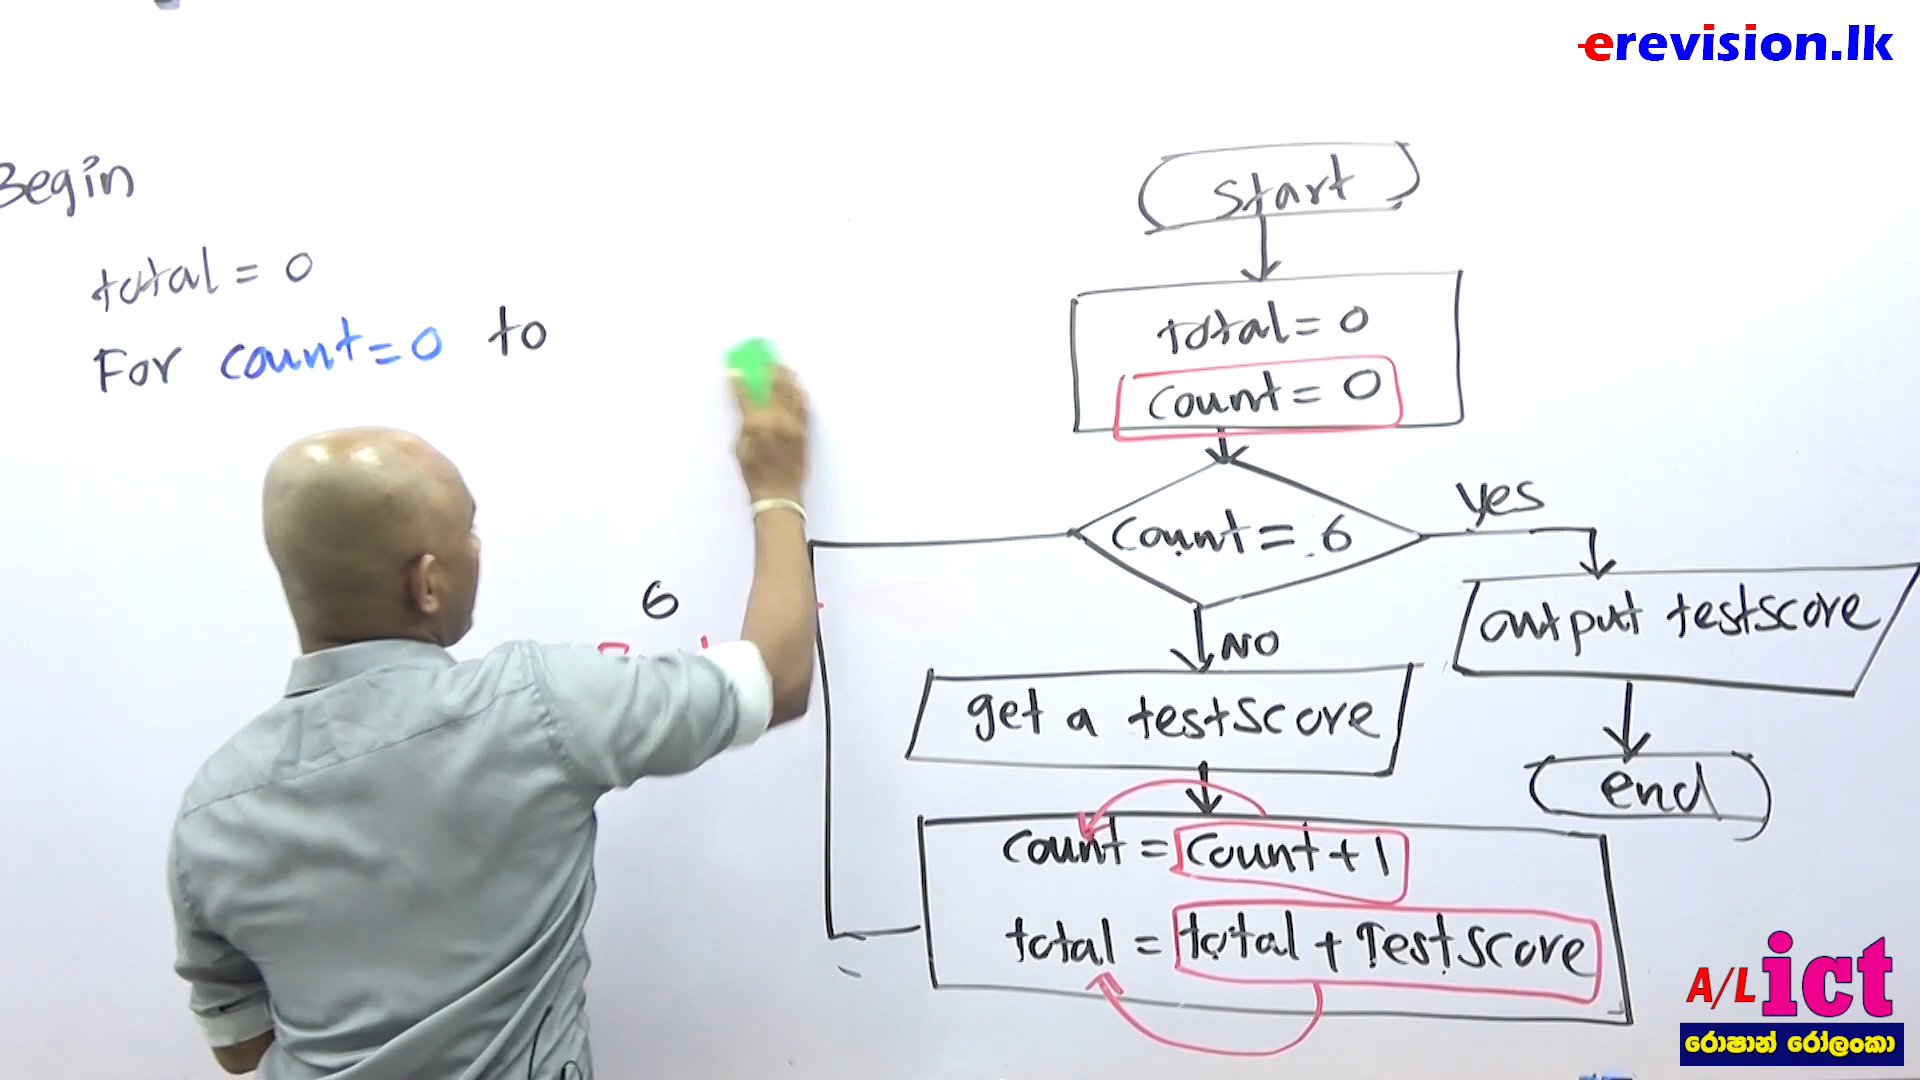 erevision.lk
Begin
total = 0
For count = 0 to
6
Start
total = 0
count = 0
count = 6
yes
NO
output testscore
get a testscore
end
count = count + 1
total = total + Testscore
A/L ict
රොෂාන් රෝලංකා